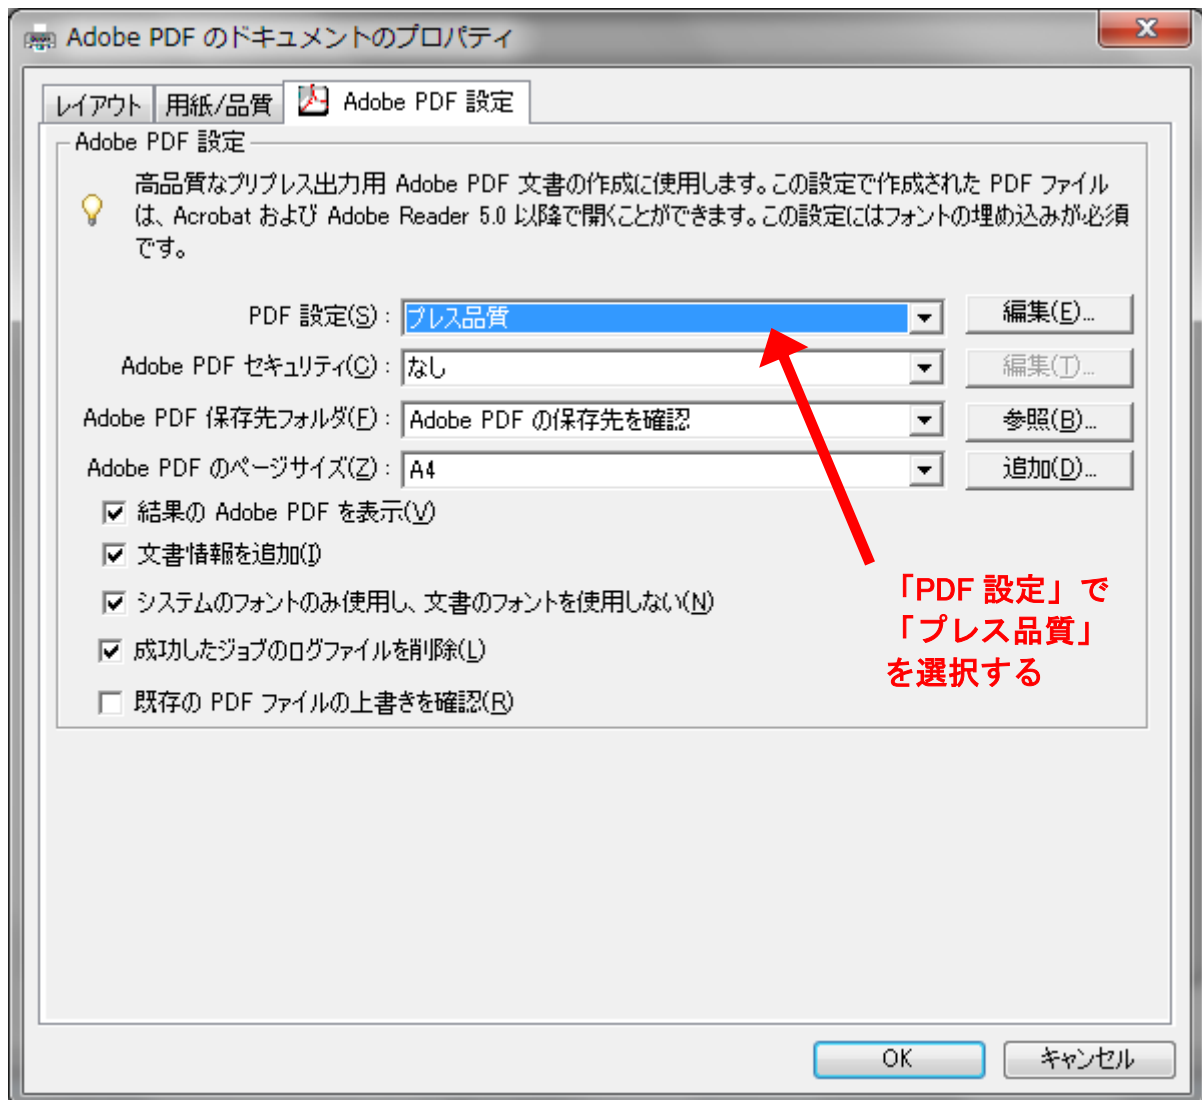 Adobe PDF のドキュメントのプロパティ
x
レイアウト 用紙/品質 Adobe PDF 設定
Adobe PDF 設定
高品質なプリプレス出力用 Adobe PDF 文書の作成に使用します。この設定で作成された PDF ファイル
は、Acrobat および Adobe Reader 5.0 以降で開くことができます。この設定にはフォントの埋め込みが必須
です。
PDF 設定(S) : プレス品質 編集(E)...
Adobe PDF セキュリティ(C) : なし 編集(T)...
Adobe PDF 保存先フォルダ(F) : Adobe PDF の保存先を確認 参照(B)...
Adobe PDF のページサイズ(Z) : A4 追加(D)...
結果の Adobe PDF を表示(V)
文書情報を追加(I)
システムのフォントのみ使用し、文書のフォントを使用しない(N)
成功したジョブのログファイルを削除(L)
既存の PDF ファイルの上書きを確認(R)
「PDF 設定」で
「プレス品質」
を選択する
OK キャンセル